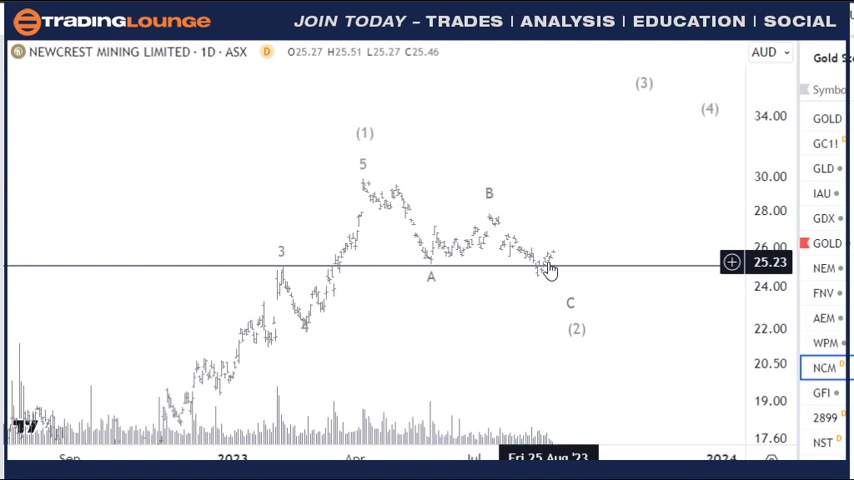 TRADINGLOUNGE JOIN TODAY - TRADES | ANALYSIS | EDUCATION | SOCIAL
NEWCREST MINING LIMITED · 1D · ASX D O25.27 H25.51 L25.27 C25.46
AUD
Gold
(3)
(4)
34.00
(1)
5
30.00
B
28.00
3
26.00
A
25.23
24.00
C
(2)
22.00
20.50
19.00
17.60
Symbo
GOLD
GC1! D
GLD
IAU
GDX
GOLD D
NEM
FNV
AEM
WPM
NCM D
GFI
2899 D
NST D
Sep 2023 Apr Jul Fri 25 Aug '23 2024